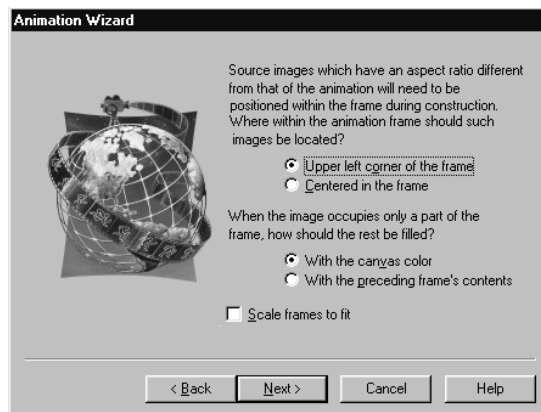 Animation Wizard
Source images which have an aspect ratio different
from that of the animation will need to be
positioned within the frame during construction.
Where within the animation frame should such
images be located?
Upper left corner of the frame
Centered in the frame
When the image occupies only a part of the
frame, how should the rest be filled?
With the canvas color
With the preceding frame's contents
Scale frames to fit
< Back
Next >
Cancel
Help